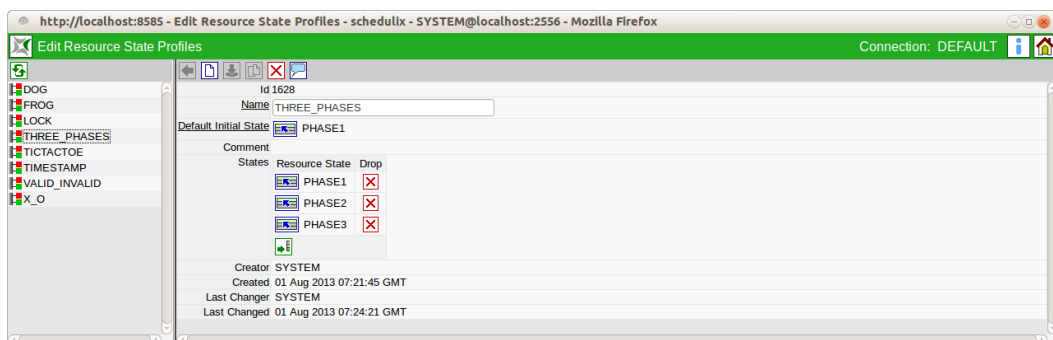 http://localhost:8585 - Edit Resource State Profiles - schedulix - SYSTEM@localhost:2556 - Mozilla Firefox
Edit Resource State Profiles
Connection: DEFAULT
DOG
FROG
LOCK
THREE_PHASES
TICTACTOE
TIMESTAMP
VALID_INVALID
X_O
Id 1628
Name THREE_PHASES
Default Initial State PHASE1
Comment
States Resource State Drop
PHASE1
PHASE2
PHASE3
Creator SYSTEM
Created 01 Aug 2013 07:21:45 GMT
Last Changer SYSTEM
Last Changed 01 Aug 2013 07:24:21 GMT